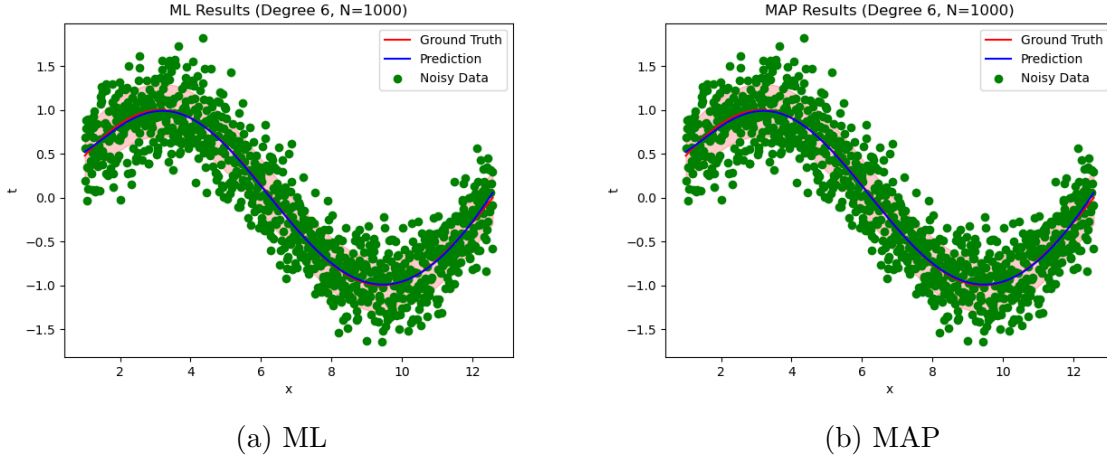 ML Results (Degree 6, N=1000)
Ground Truth
Prediction
Noisy Data
1.5
1.0
0.5
0.0
−0.5
−1.0
−1.5
t
2 4 6 8 10 12
x
(a) ML
MAP Results (Degree 6, N=1000)
Ground Truth
Prediction
Noisy Data
1.5
1.0
0.5
0.0
−0.5
−1.0
−1.5
t
2 4 6 8 10 12
x
(b) MAP